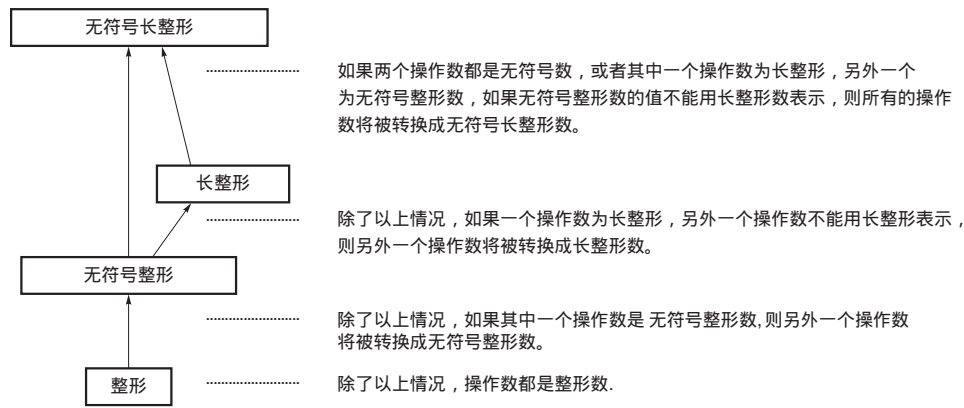 无符号长整形
如果两个操作数都是无符号数，或者其中一个操作数为长整形，另外一个
为无符号整形数，如果无符号整形数的值不能用长整形数表示，则所有的操作
数将被转换成无符号长整形数。
长整形
除了以上情况，如果一个操作数为长整形，另外一个操作数不能用长整形表示，
则另外一个操作数将被转换成长整形数。
无符号整形
除了以上情况，如果其中一个操作数是 无符号整形数,则另外一个操作数
将被转换成无符号整形数。
整形
除了以上情况，操作数都是整形数.